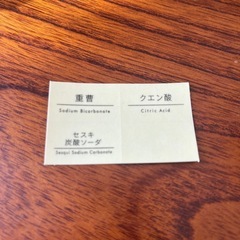 重曹
Sodium Bicarbonate
クエン酸
Citric Acid
セスキ
炭酸ソーダ
Sesqui Sodium Carbonate